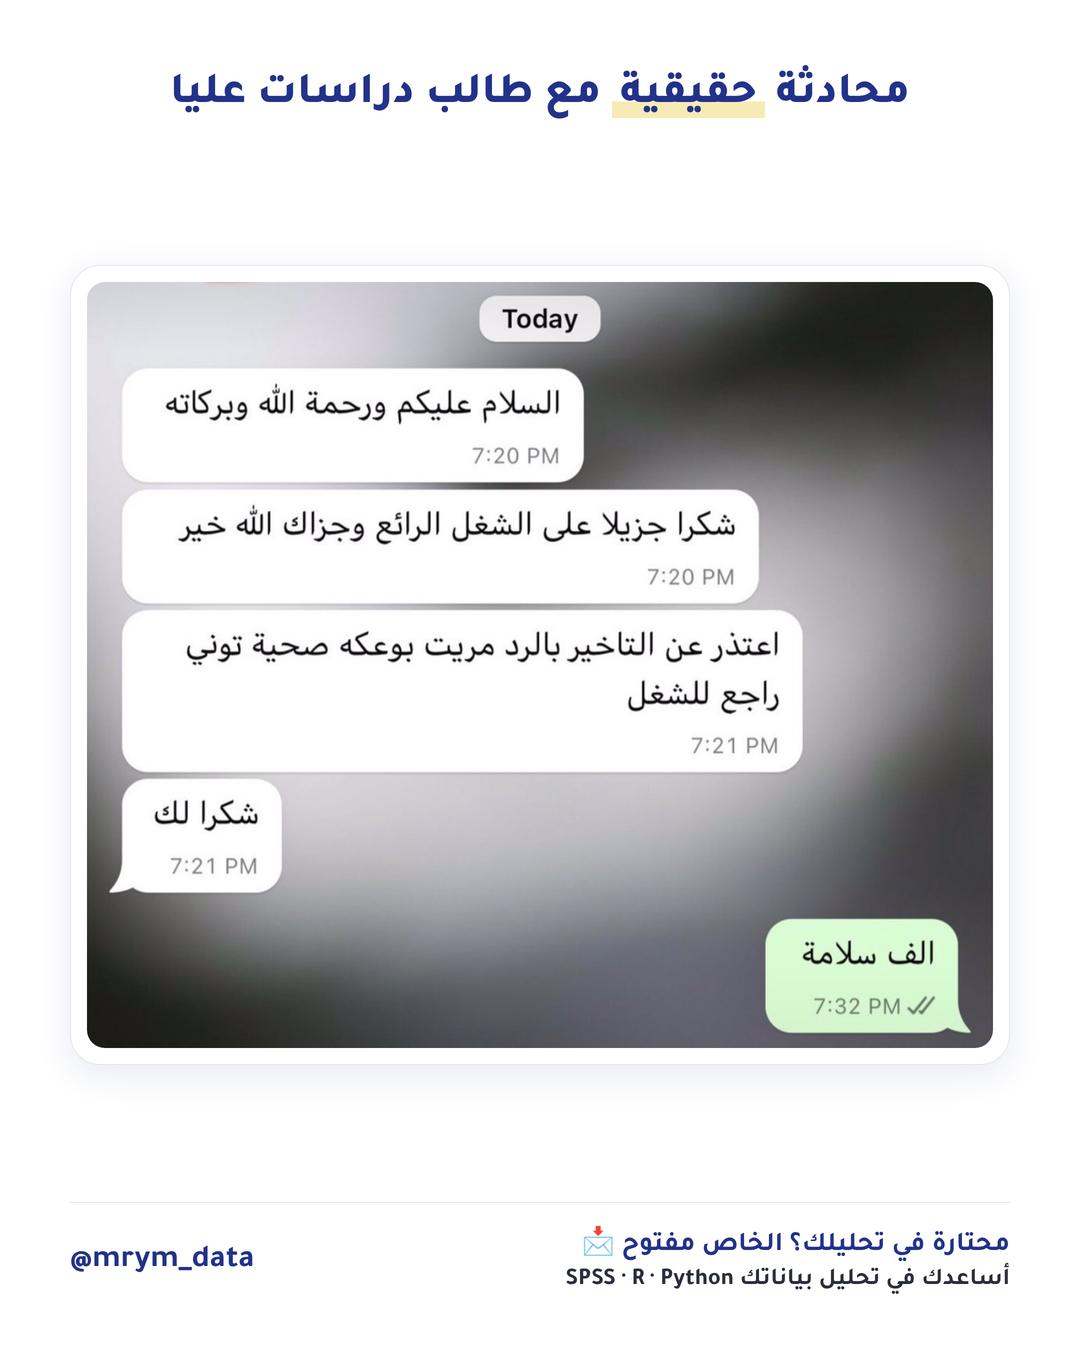 محادثة حقيقية مع طالب دراسات عليا
Today
السلام عليكم ورحمة الله وبركاته
7:20 PM
شكرا جزيلا على الشغل الرائع وجزاك الله خير
7:20 PM
اعتذر عن التاخير بالرد مريت بوعكه صحية توني
راجع للشغل
7:21 PM
شكرا لك
7:21 PM
الف سلامة
7:32 PM
محتارة في تحليلك؟ الخاص مفتوح 📩
أساعدك في تحليل بياناتك SPSS · R · Python
@mrym_data